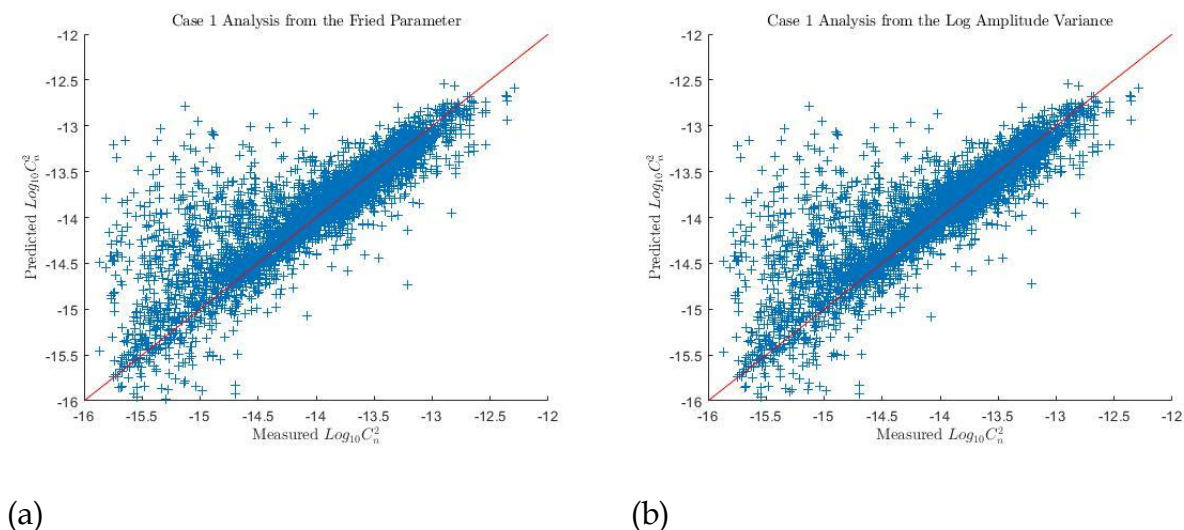 Case 1 Analysis from the Fried Parameter
-12
-12.5
-13
-13.5
-14
-14.5
-15
-15.5
-16
Predicted Log₁₀C²ₙ
-16 -15.5 -15 -14.5 -14 -13.5 -13 -12.5 -12
Measured Log₁₀C²ₙ
(a)
Case 1 Analysis from the Log Amplitude Variance
-12
-12.5
-13
-13.5
-14
-14.5
-15
-15.5
-16
Predicted Log₁₀C²ₙ
-16 -15.5 -15 -14.5 -14 -13.5 -13 -12.5 -12
Measured Log₁₀C²ₙ
(b)